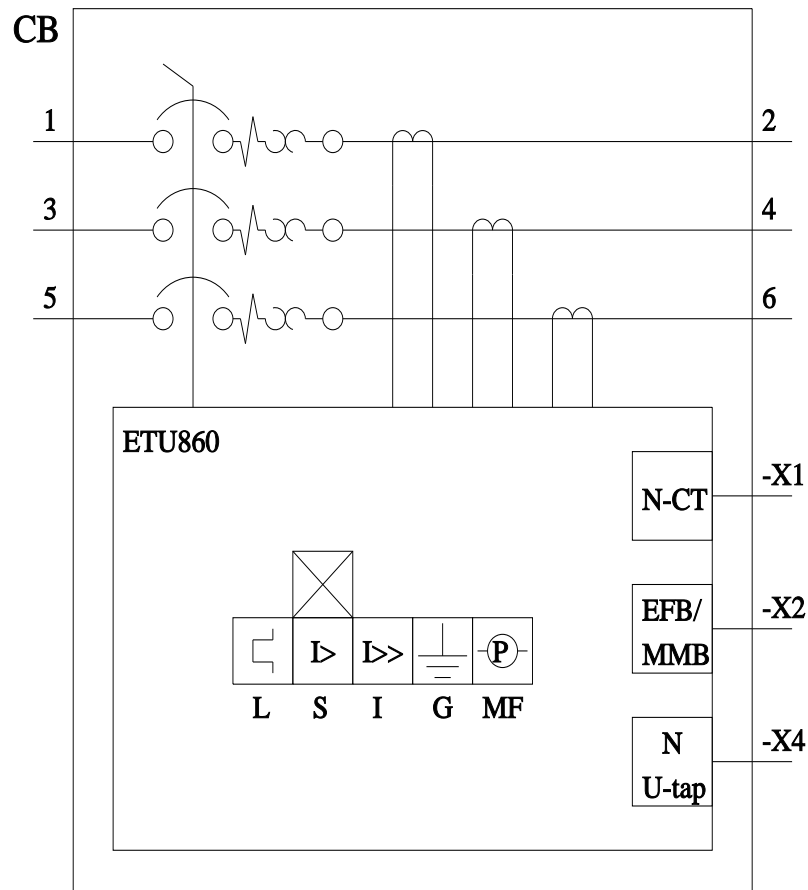 CB
1
2
3
4
5
6
ETU860
N-CT
-X1
EFB/
MMB
-X2
I>
I>>
P
L
S
I
G
MF
N
U-tap
-X4